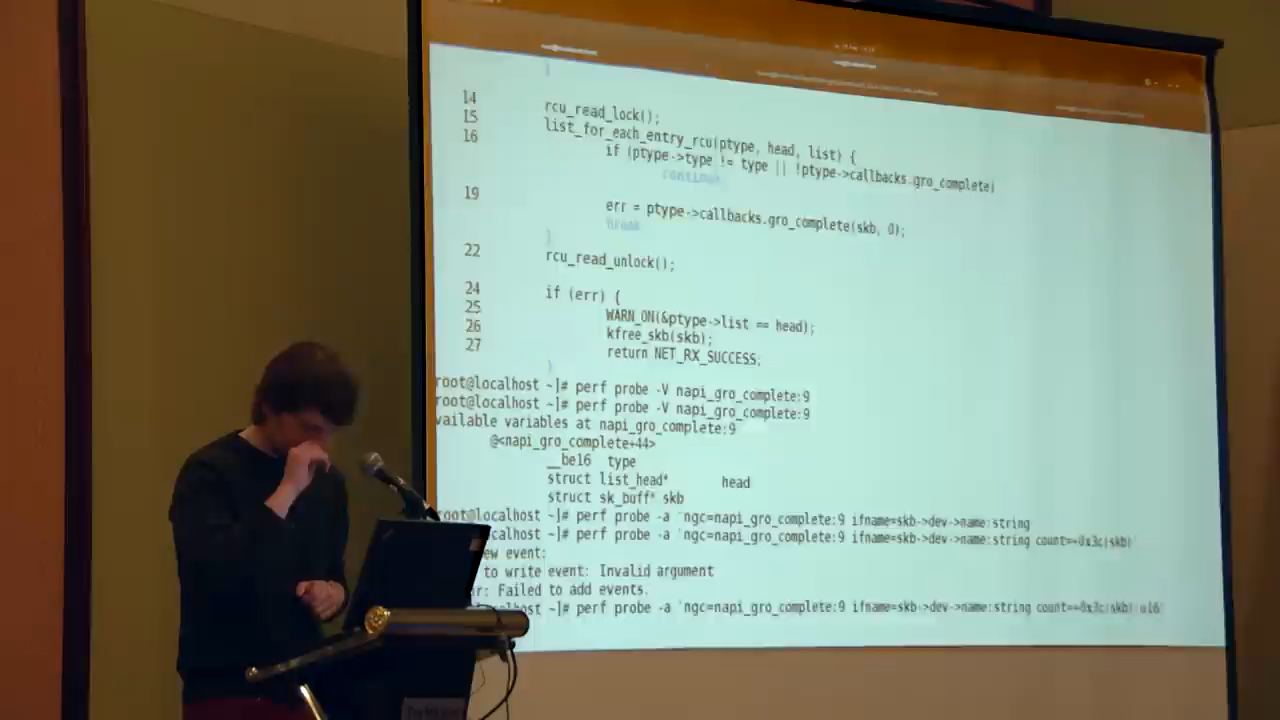 }
14 rcu_read_lock();
15 list_for_each_entry_rcu(ptype, head, list) {
16 if (ptype->type != type || !ptype->callbacks.gro_complete)
continue
19 err = ptype->callbacks.gro_complete(skb, 0);
break
}
22 rcu_read_unlock();
24 if (err) {
25 WARN_ON(&ptype->list == head);
26 kfree_skb(skb);
27 return NET_RX_SUCCESS;
}
root@localhost ~]# perf probe -V napi_gro_complete:9
root@localhost ~]# perf probe -V napi_gro_complete:9
vailable variables at napi_gro_complete:9
@<napi_gro_complete+44>
__be16 type
struct list_head* head
struct sk_buff* skb
root@localhost ~]# perf probe -a 'ngc=napi_gro_complete:9 ifname=skb->dev->name:string
calhost ~]# perf probe -a 'ngc=napi_gro_complete:9 ifname=skb->dev->name:string count=+0x3c(skb)'
ew event:
to write event: Invalid argument
r: Failed to add events.
calhost ~]# perf probe -a 'ngc=napi_gro_complete:9 ifname=skb->dev->name:string count=+0x3c(skb):u16'